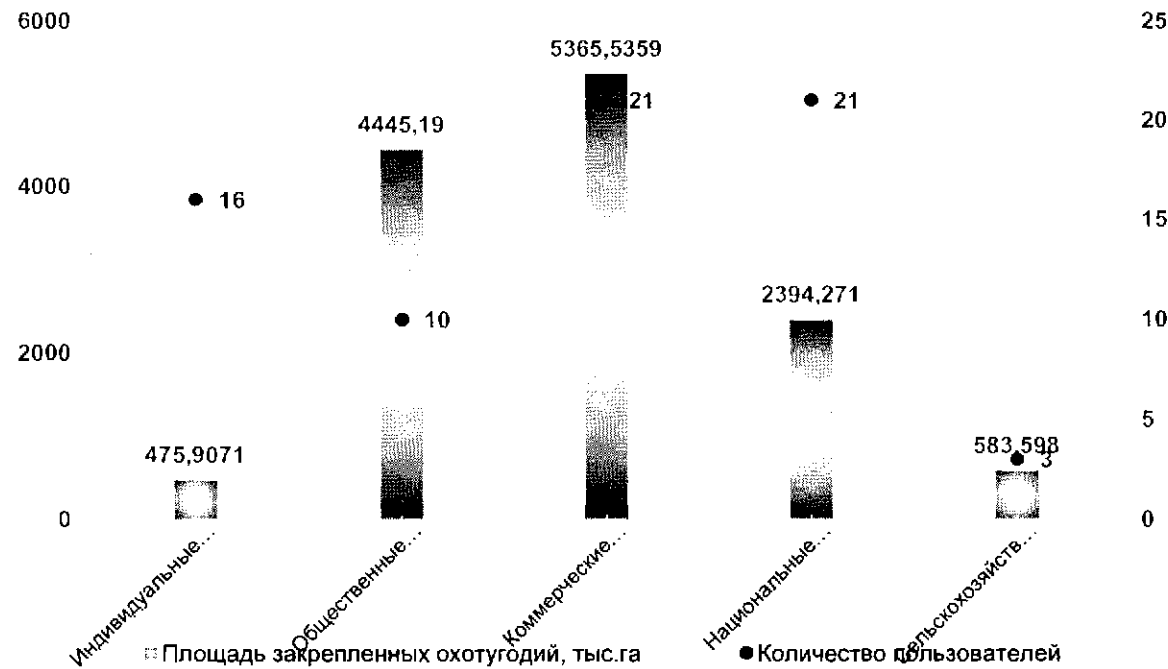 6000
25
5365,5359
21
21
20
4445,19
4000
16
15
2394,271
10
10
2000
5
475,9071
583,598
3
0
0
Индивидуальные...
Общественные...
Коммерческие...
Национальные...
Сельскохозяйств...
Площадь закрепленных охотугодий, тыс.га
Количество пользователей